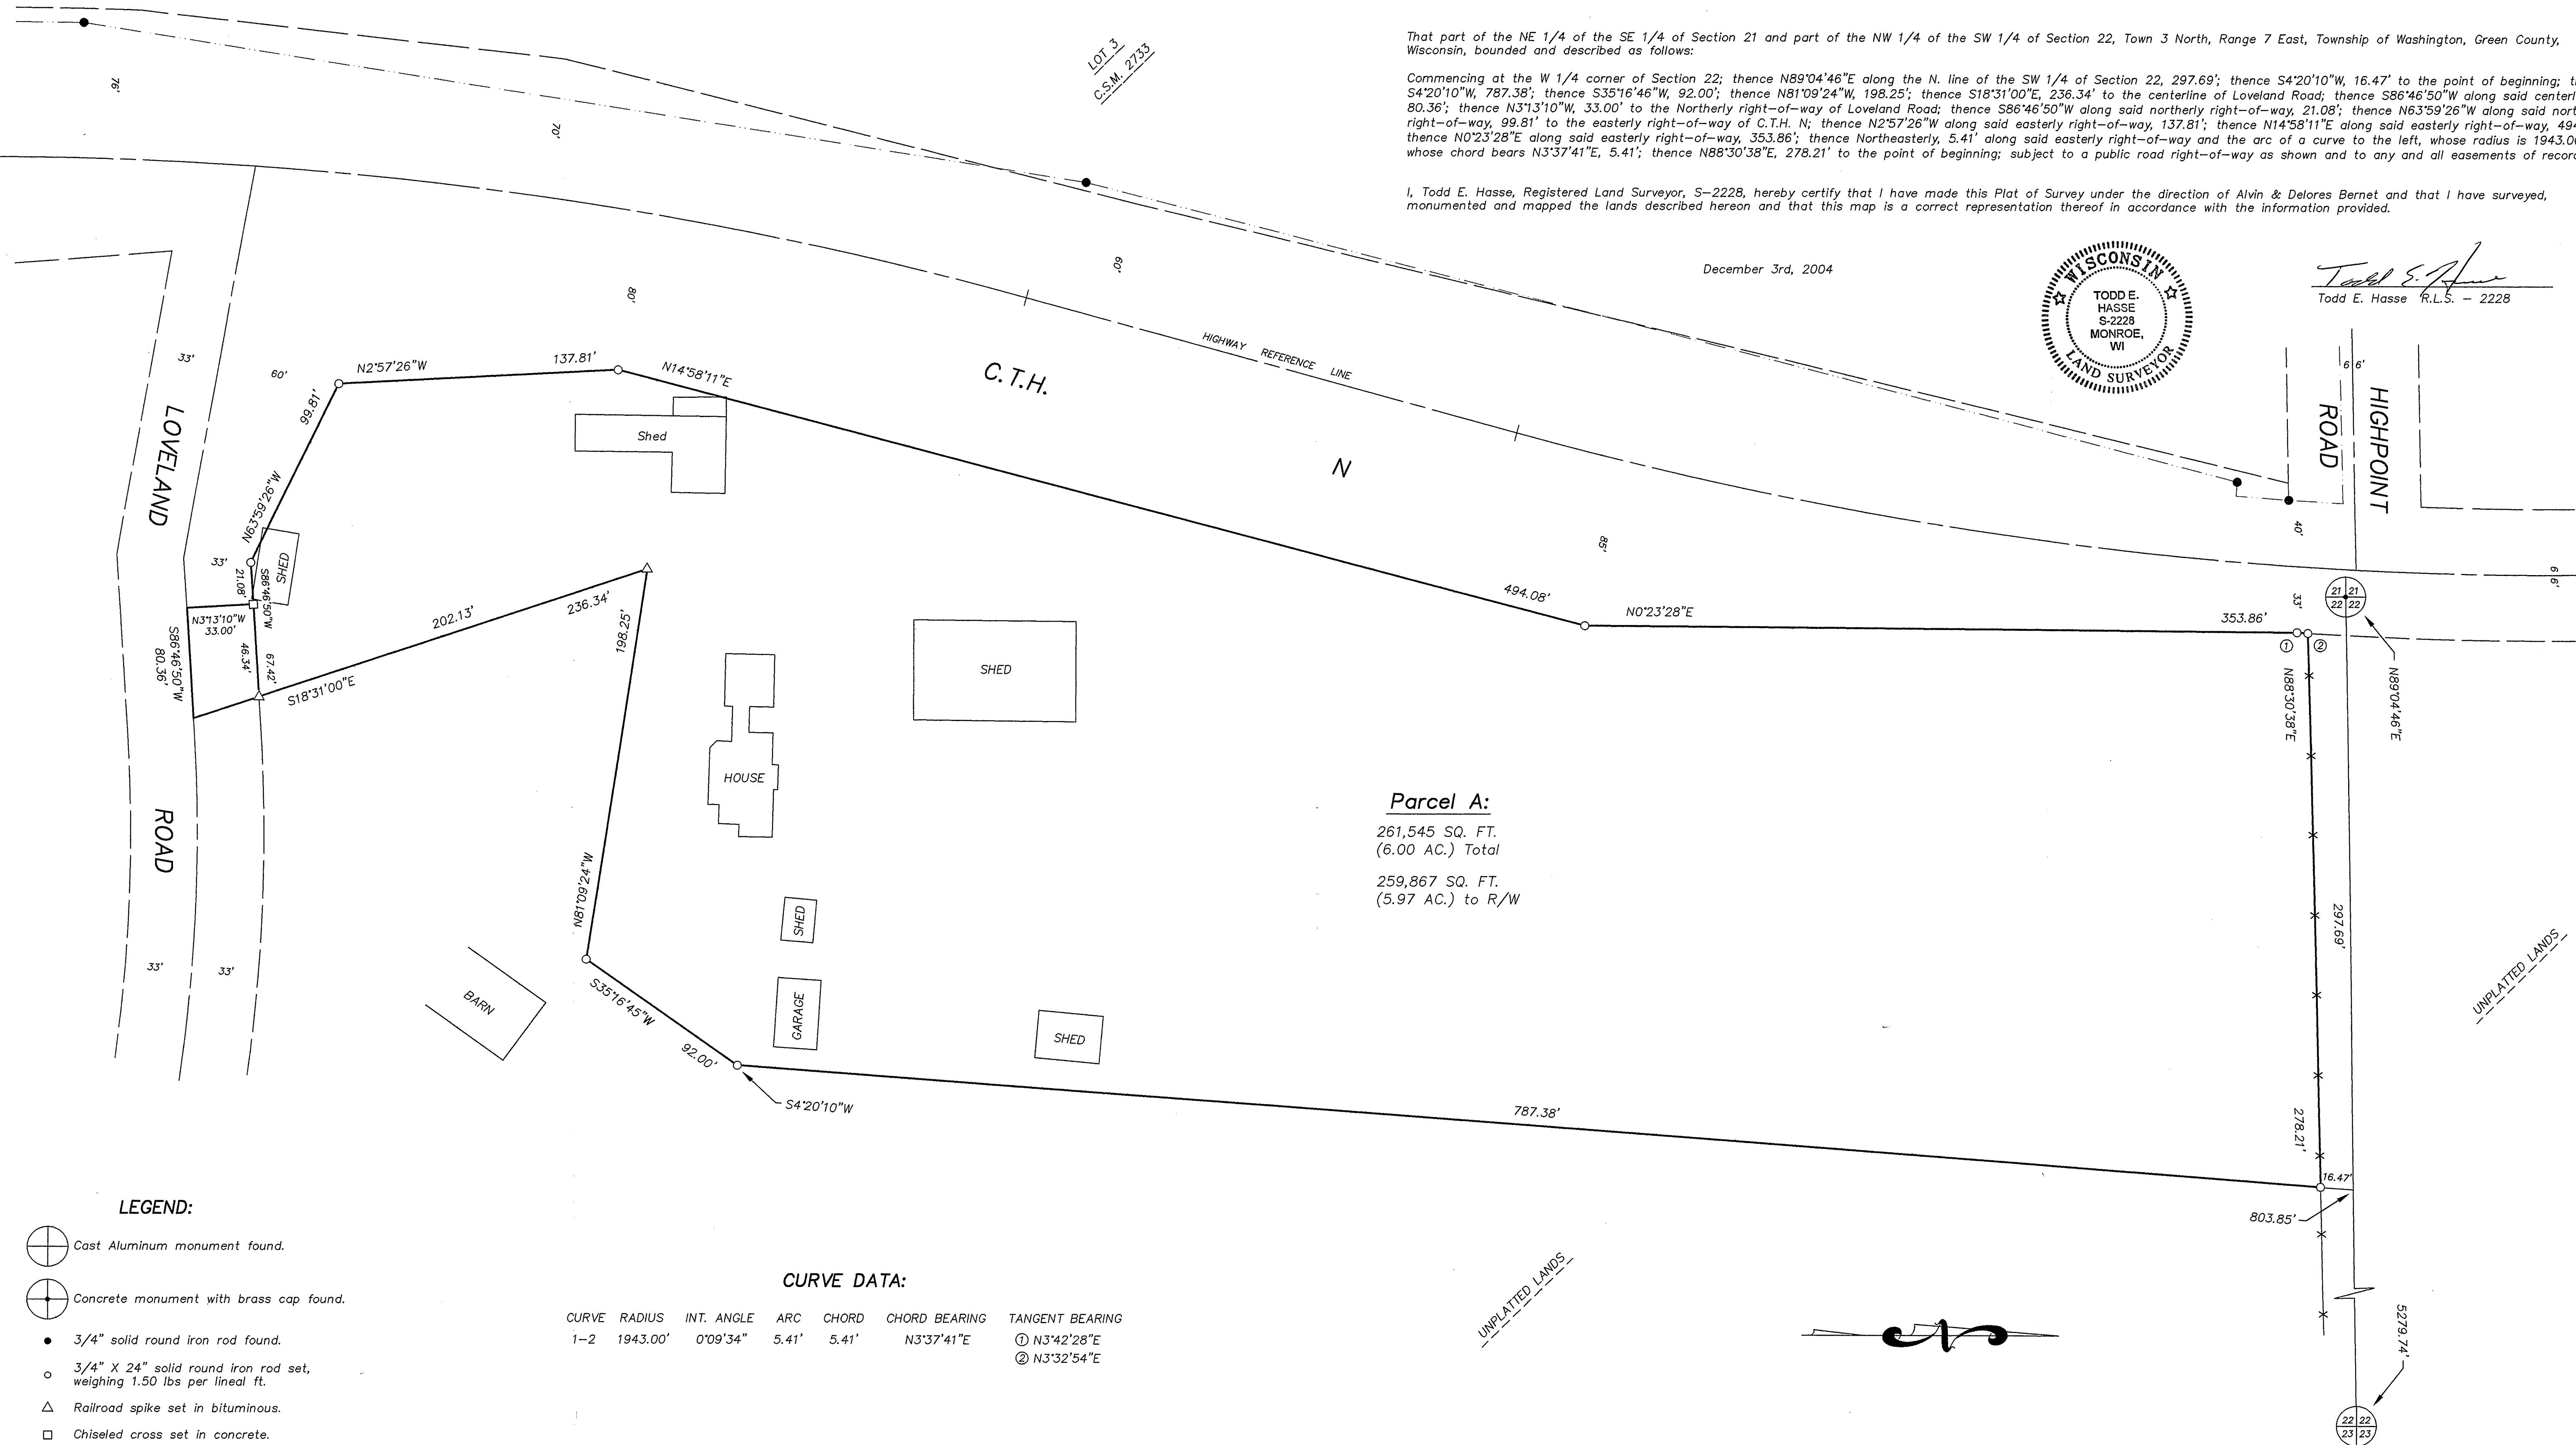 That part of the NE 1/4 of the SE 1/4 of Section 21 and part of the NW 1/4 of the SW 1/4 of Section 22, Town 3 North, Range 7 East, Township of Washington, Green County,
Wisconsin, bounded and described as follows:
Commencing at the W 1/4 corner of Section 22; thence N89°04'46"E along the N. line of the SW 1/4 of Section 22, 297.69'; thence S4°20'10"W, 16.47' to the point of beginning;
S4°20'10"W, 787.38'; thence S35°16'46"W, 92.00'; thence N81°09'24"W, 198.25'; thence S18°31'00"E, 236.34' to the centerline of Loveland Road; thence S86°46'50"W along said
80.36'; thence N3°13'10"W, 33.00' to the Northerly right-of-way of Loveland Road; thence S86°46'50"W along said northerly right-of-way, 21.08'; thence N63°59'26"W along said
right-of-way, 99.81' to the easterly right-of-way of C.T.H. N; thence N2°57'26"W along said easterly right-of-way, 137.81'; thence N14°58'11"E along said easterly right-of-way,
thence N0°23'28"E along said easterly right-of-way, 353.86'; thence Northeasterly, 5.41' along said easterly right-of-way and the arc of a curve to the left, whose radius is
whose chord bears N3°37'41"E, 5.41'; thence N88°30'38"E, 278.21' to the point of beginning; subject to a public road right-of-way as shown and to any and all easements of
I, Todd E. Hasse, Registered Land Surveyor, S-2228, hereby certify that I have made this Plat of Survey under the direction of Alvin & Delores Bernet and that I have surveyed,
monumented and mapped the lands described hereon and that this map is a correct representation thereof in accordance with the information provided.
December 3rd, 2004
WISCONSIN
TODD E.
HASSE
S-2228
MONROE,
WI
LAND SURVEYOR
Todd E. Hasse
Todd E. Hasse R.L.S. - 2228
LOT 3
C.S.M. 2733
76'
70'
60'
80'
33'
60'
HIGHWAY REFERENCE LINE
C.T.H.
N
85'
66'
HIGHPOINT
ROAD
40'
66'
33'
LOVELAND
ROAD
N2°57'26"W
137.81'
N14°58'11"E
494.08'
N0°23'28"E
353.86'
99.81'
N63°59'26"W
33'
21.08'
S86°46'50"W
N3°13'10"W
33.00'
S86°46'50"W
80.36'
46.34'
67.42'
S18°31'00"E
202.13'
236.34'
198.25'
N81°09'24"W
S35°16'45"W
92.00'
S4°20'10"W
787.38'
Shed
SHED
SHED
HOUSE
SHED
GARAGE
SHED
BARN
33'
33'
Parcel A:
261,545 SQ. FT.
(6.00 AC.) Total
259,867 SQ. FT.
(5.97 AC.) to R/W
21 21
22 22
1
2
N88°30'38"E
N89°04'46"E
297.69'
278.21'
16.47'
803.85'
UNPLATTED LANDS
UNPLATTED LANDS
5279.74'
22 22
23 23
LEGEND:
Cast Aluminum monument found.
Concrete monument with brass cap found.
3/4" solid round iron rod found.
3/4" X 24" solid round iron rod set,
weighing 1.50 lbs per lineal ft.
Railroad spike set in bituminous.
Chiseled cross set in concrete.
CURVE DATA:
CURVE RADIUS INT. ANGLE ARC CHORD CHORD BEARING TANGENT BEARING
1-2 1943.00' 0°09'34" 5.41' 5.41' N3°37'41"E ① N3°42'28"E
② N3°32'54"E